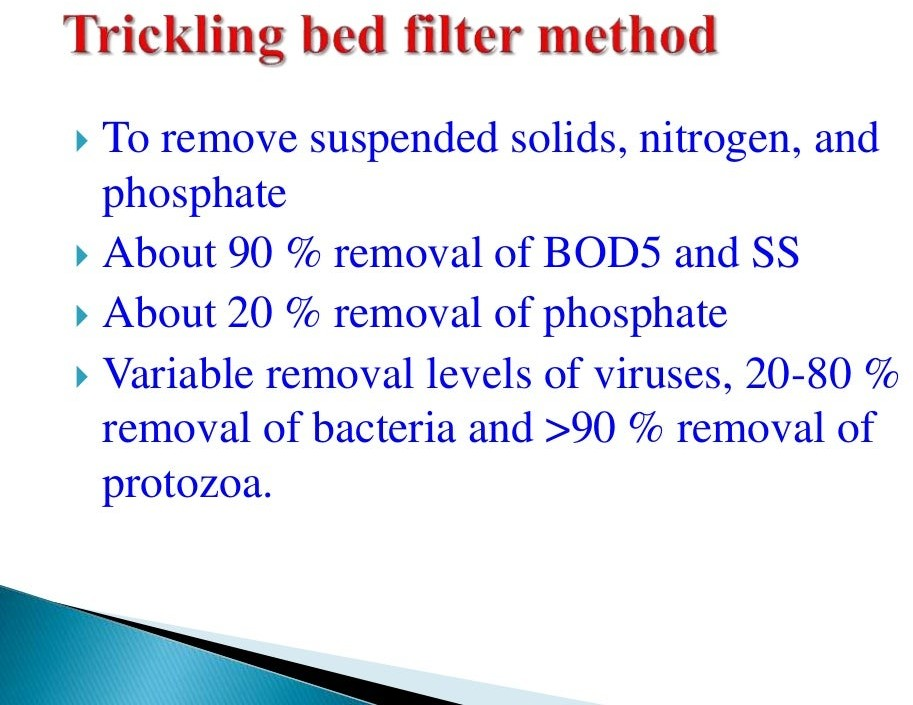 Trickling bed filter method
To remove suspended solids, nitrogen, and
phosphate
About 90 % removal of BOD5 and SS
About 20 % removal of phosphate
Variable removal levels of viruses, 20-80 %
removal of bacteria and >90 % removal of
protozoa.